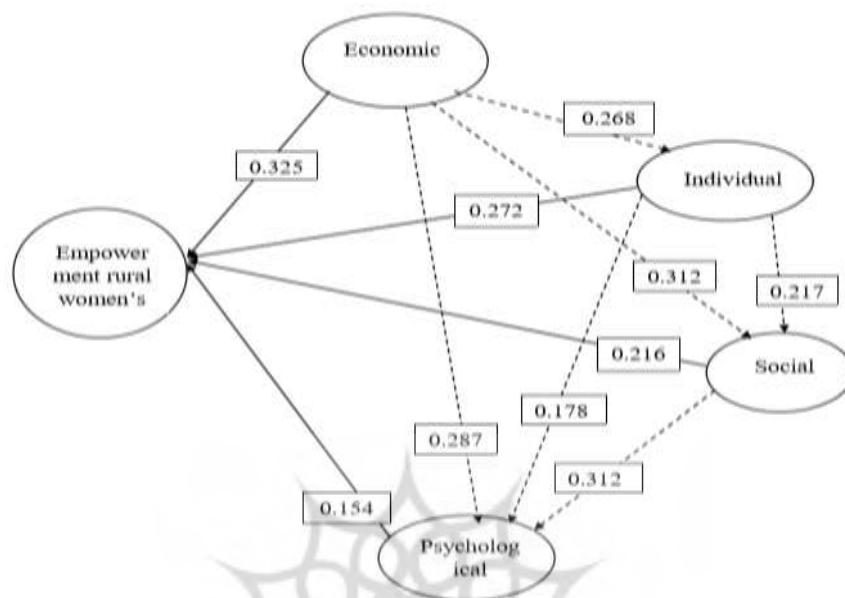 Economic
0.268
0.325
Individual
0.272
Empower
ment rural
women's
0.312
0.217
0.216
Social
0.178
0.287
0.312
0.154
Psycholog
ical